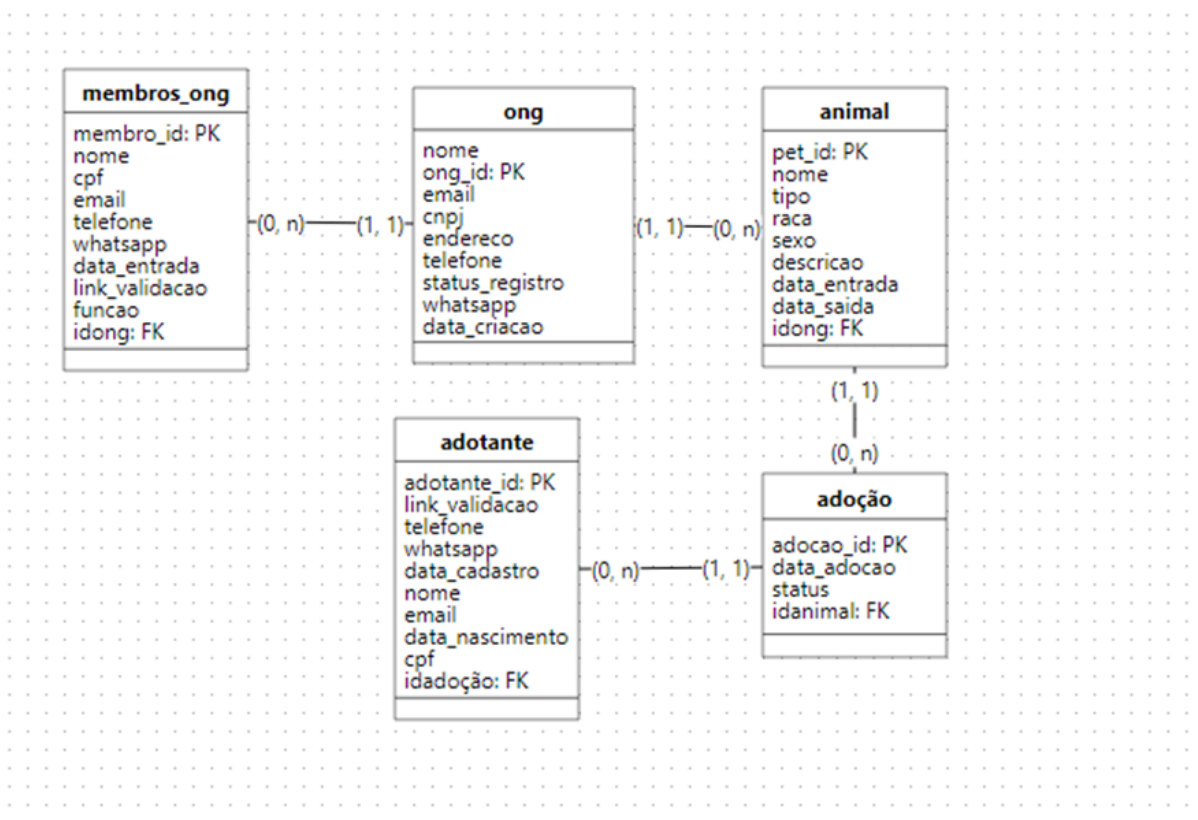 membros_ong
membro_id: PK
nome
cpf
email
telefone
whatsapp
data_entrada
link_validacao
funcao
idong: FK
(0, n)
(1, 1)
ong
nome
ong_id: PK
email
cnpj
endereco
telefone
status_registro
whatsapp
data_criacao
(1, 1)
(0, n)
animal
pet_id: PK
nome
tipo
raca
sexo
descricao
data_entrada
data_saida
idong: FK
(1, 1)
(0, n)
adotante
adotante_id: PK
link_validacao
telefone
whatsapp
data_cadastro
nome
email
data_nascimento
cpf
idadoção: FK
(0, n)
(1, 1)
adoção
adocao_id: PK
data_adocao
status
idanimal: FK